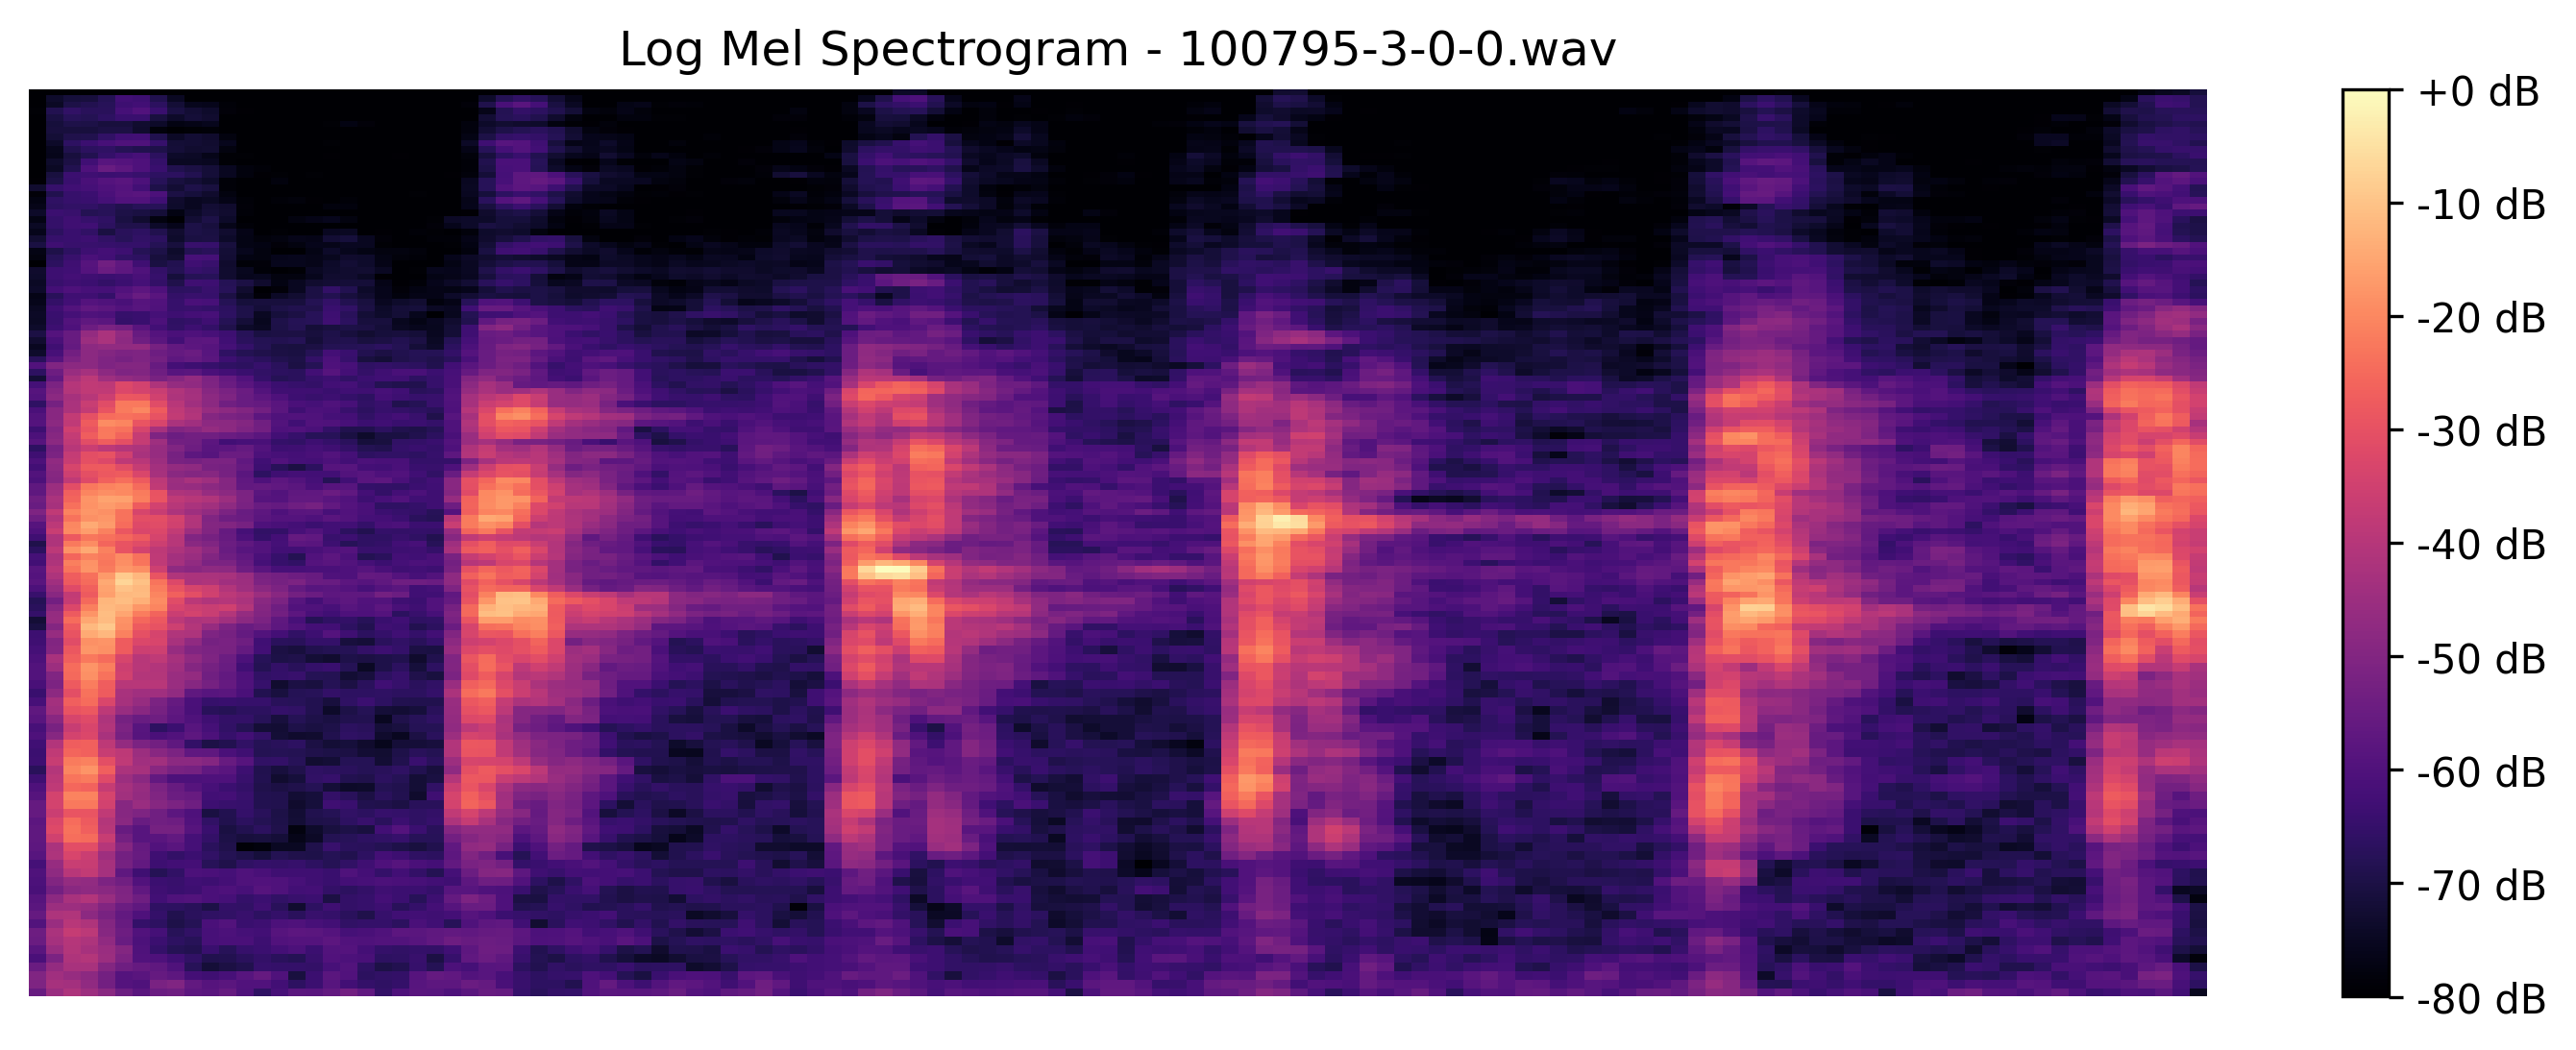 Log Mel Spectrogram - 100795-3-0-0.wav
+0 dB
-10 dB
-20 dB
-30 dB
-40 dB
-50 dB
-60 dB
-70 dB
-80 dB